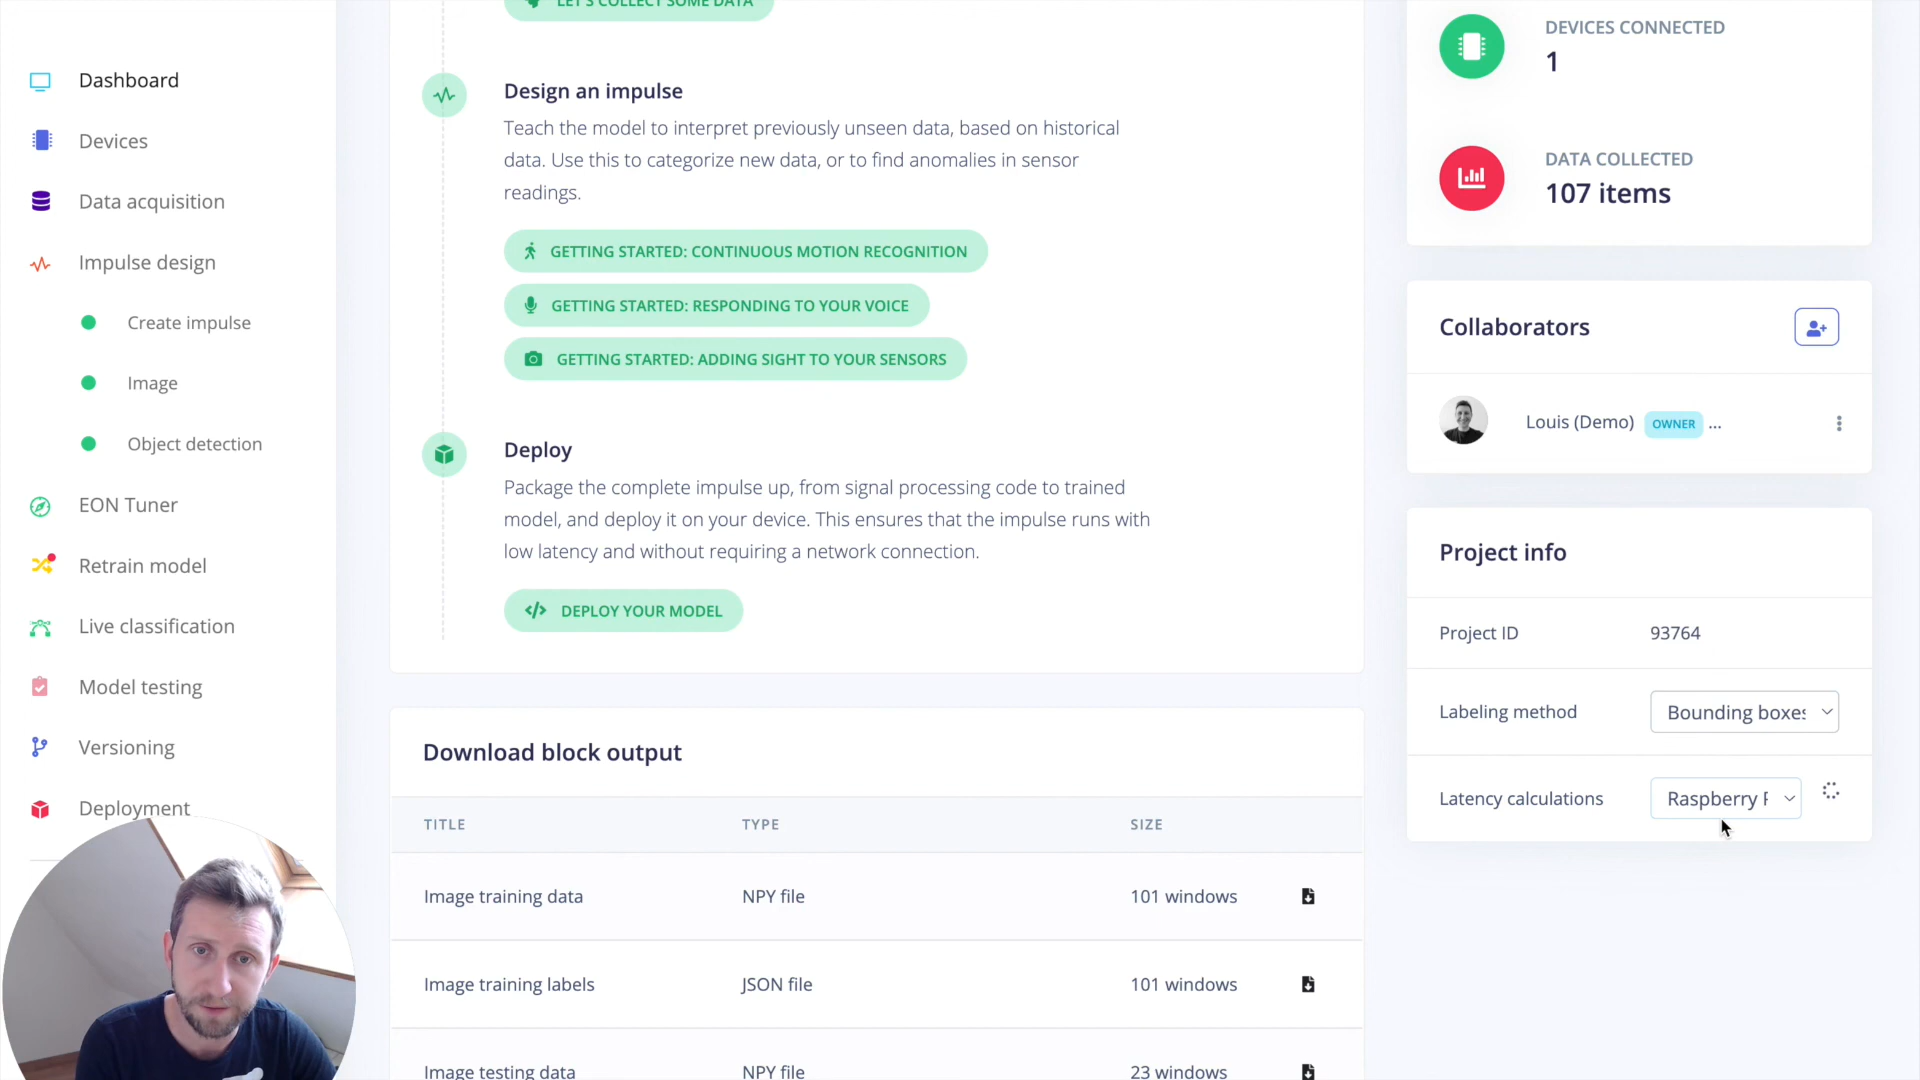 Dashboard
Devices
Data acquisition
Impulse design
Create impulse
Image
Object detection
EON Tuner
Retrain model
Live classification
Model testing
Versioning
Deployment
LET'S COLLECT SOME DATA
Design an impulse
Teach the model to interpret previously unseen data, based on historical
data. Use this to categorize new data, or to find anomalies in sensor
readings.
GETTING STARTED: CONTINUOUS MOTION RECOGNITION
GETTING STARTED: RESPONDING TO YOUR VOICE
GETTING STARTED: ADDING SIGHT TO YOUR SENSORS
Deploy
Package the complete impulse up, from signal processing code to trained
model, and deploy it on your device. This ensures that the impulse runs with
low latency and without requiring a network connection.
DEPLOY YOUR MODEL
Download block output
TITLE TYPE SIZE
Image training data NPY file 101 windows
Image training labels JSON file 101 windows
Image testing data NPY file 23 windows
DEVICES CONNECTED
1
DATA COLLECTED
107 items
Collaborators
Louis (Demo) OWNER ...
Project info
Project ID 93764
Labeling method Bounding boxes
Latency calculations Raspberry